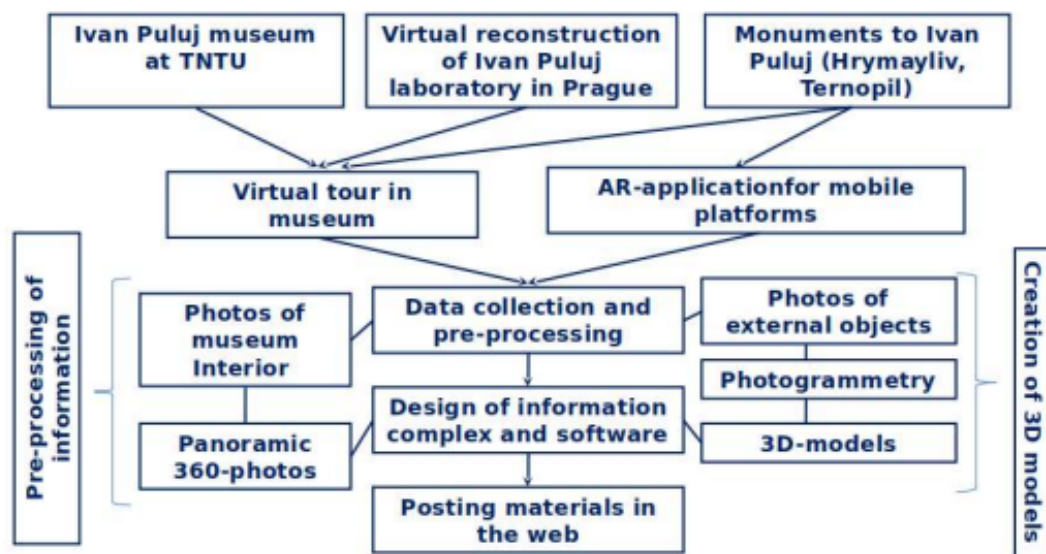 Ivan Puluj museum
at TNTU
Virtual reconstruction
of Ivan Puluj
laboratory in Prague
Monuments to Ivan
Puluj (Hrymayliv,
Ternopil)
Virtual tour in
museum
AR-applicationfor mobile
platforms
Pre-processing of
information
Photos of
museum
Interior
Data collection and
pre-processing
Photos of
external objects
Photogrammetry
Panoramic
360-photos
Design of information
complex and software
3D-models
Posting materials in
the web
Creation of 3D models